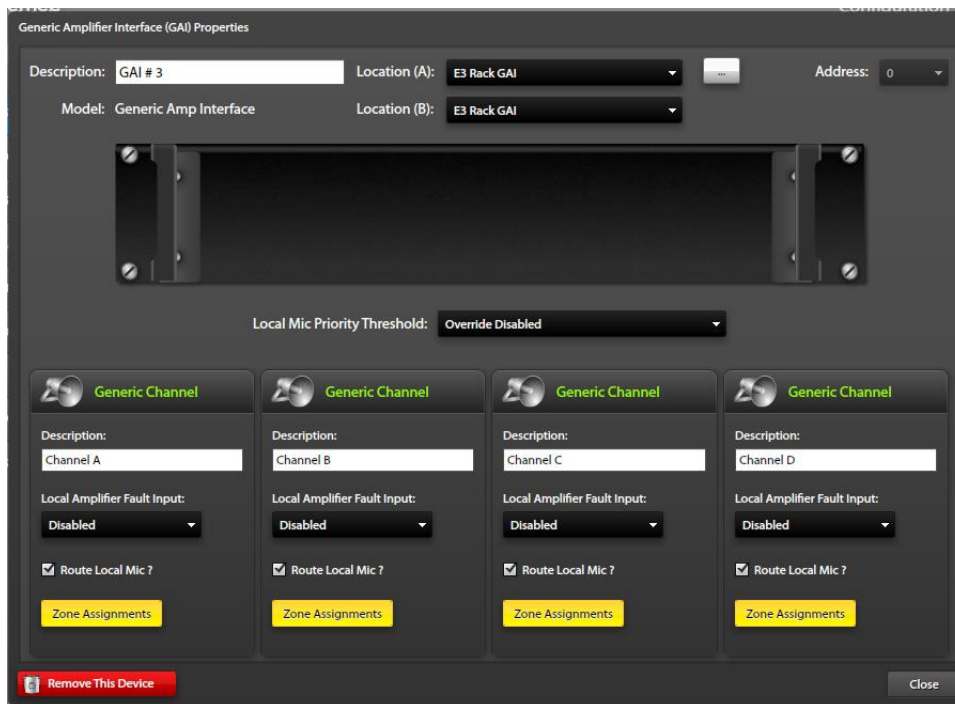 Generic Amplifier Interface (GAI) Properties
Description: GAI # 3 Location (A): E3 Rack GAI ... Address: 0
Model: Generic Amp Interface Location (B): E3 Rack GAI
Local Mic Priority Threshold: Override Disabled
Generic Channel Generic Channel Generic Channel Generic Channel
Description: Description: Description: Description:
Channel A Channel B Channel C Channel D
Local Amplifier Fault Input: Local Amplifier Fault Input: Local Amplifier Fault Input: Local Amplifier Fault Input:
Disabled Disabled Disabled Disabled
Route Local Mic ? Route Local Mic ? Route Local Mic ? Route Local Mic ?
Zone Assignments Zone Assignments Zone Assignments Zone Assignments
Remove This Device Close